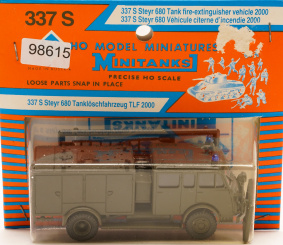 337 S
337 S Steyr 680 Tank fire-extinguisher vehicle 2000
337 S Steyr 680 Véhicule citerne d'incendie 2000
98615
HO MODEL MINIATURES
MINITANKS
PRECISE HO SCALE
LOOSE PARTS SNAP IN PLACE
337 S Steyr 680 Tanklöschfahrzeug TLF 2000